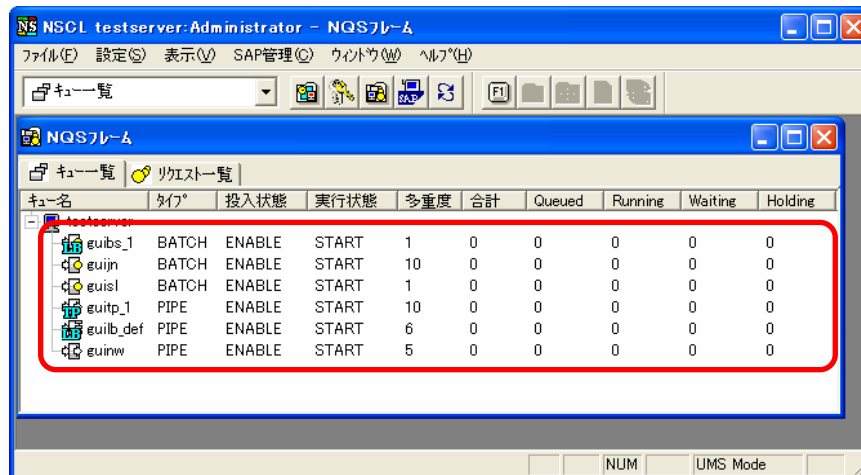 NSCL testserver:Administrator - NQSﾌﾚｰﾑ
ﾌｧｲﾙ(F) 設定(S) 表示(V) SAP管理(C) ｳｨﾝﾄﾞｳ(W) ﾍﾙﾌﾟ(H)
ｷｭｰ一覧 SAP F1
NQSﾌﾚｰﾑ
ｷｭｰ一覧 ﾘｸｴｽﾄ一覧
ｷｭｰ名 ﾀｲﾌﾟ 投入状態 実行状態 多重度 合計 Queued Running Waiting Holding
testserver
guibs_1 BATCH ENABLE START 1 0 0 0 0 0
guijn BATCH ENABLE START 10 0 0 0 0 0
guisl BATCH ENABLE START 1 0 0 0 0 0
guitp_1 PIPE ENABLE START 10 0 0 0 0 0
guilb_def PIPE ENABLE START 6 0 0 0 0 0
guinw PIPE ENABLE START 5 0 0 0 0 0
NUM UMS Mode